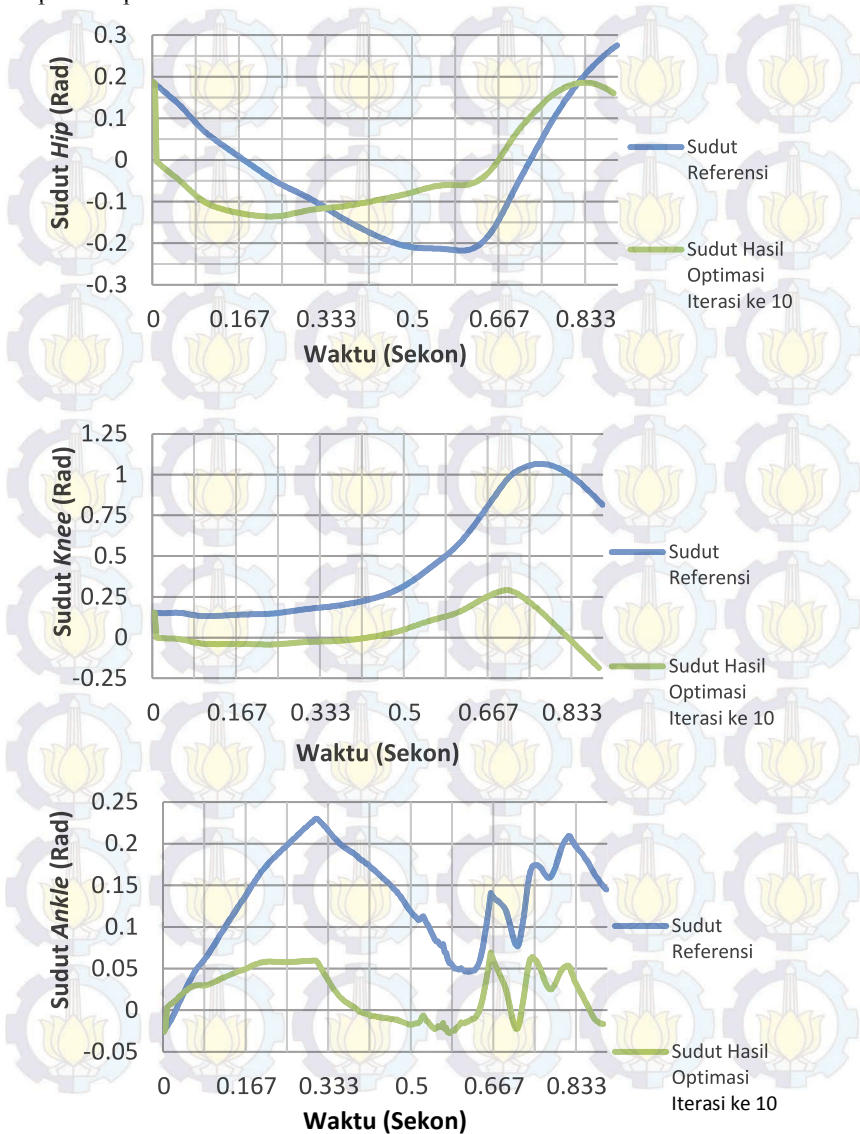 0.3
0.2
0.1
0
-0.1
-0.2
-0.3
Sudut Hip (Rad)
0 0.167 0.333 0.5 0.667 0.833
Waktu (Sekon)
Sudut
Referensi
Sudut Hasil
Optimasi
Iterasi ke 10
1.25
1
0.75
0.5
0.25
0
-0.25
Sudut Knee (Rad)
0 0.167 0.333 0.5 0.667 0.833
Waktu (Sekon)
Sudut
Referensi
Sudut Hasil
Optimasi
Iterasi ke 10
0.25
0.2
0.15
0.1
0.05
0
-0.05
Sudut Ankle (Rad)
0 0.167 0.333 0.5 0.667 0.833
Waktu (Sekon)
Sudut
Referensi
Sudut Hasil
Optimasi
Iterasi ke 10